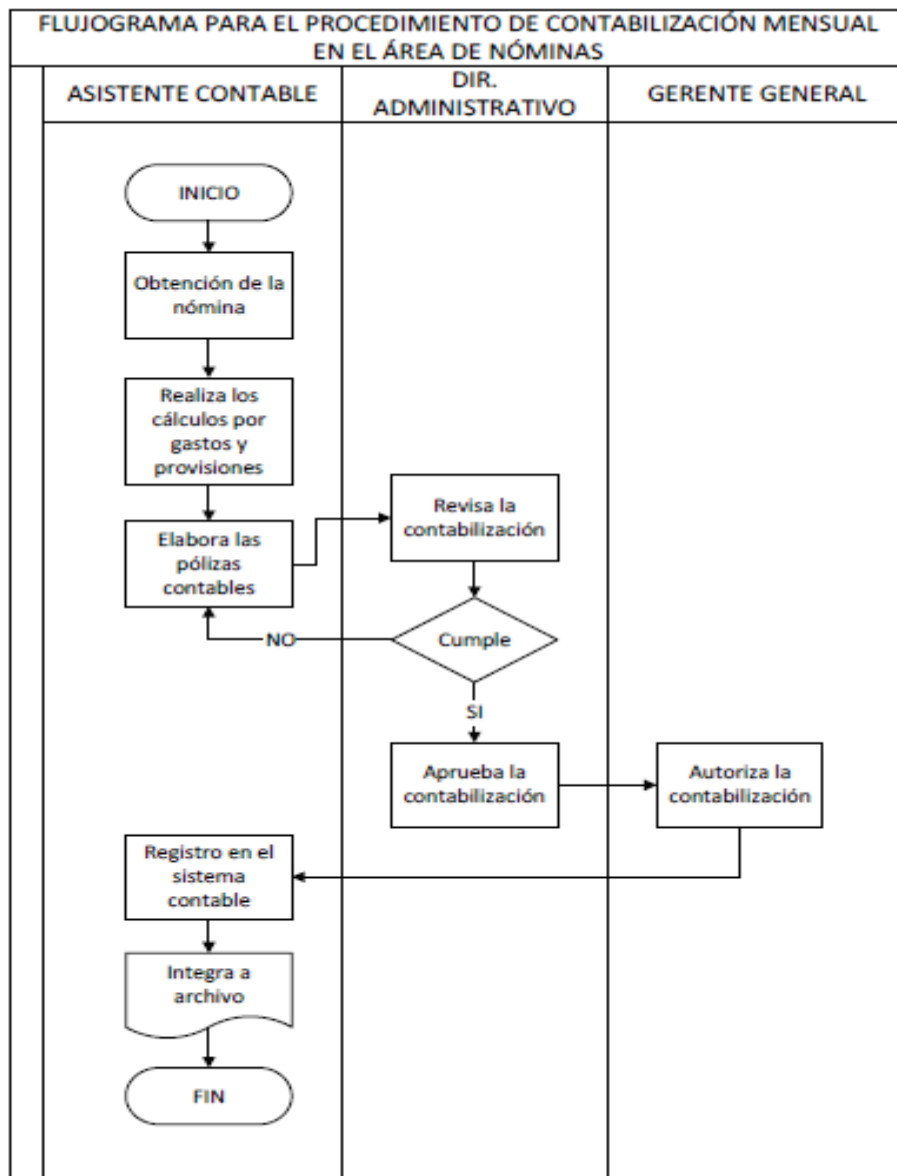 FLUJOGRAMA PARA EL PROCEDIMIENTO DE CONTABILIZACIÓN MENSUAL
EN EL ÁREA DE NÓMINAS
ASISTENTE CONTABLE
DIR.
ADMINISTRATIVO
GERENTE GENERAL
INICIO
Obtención de la
nómina
Realiza los
cálculos por
gastos y
provisiones
Elabora las
pólizas
contables
Revisa la
contabilización
Cumple
NO
SI
Aprueba la
contabilización
Autoriza la
contabilización
Registro en el
sistema
contable
Integra a
archivo
FIN